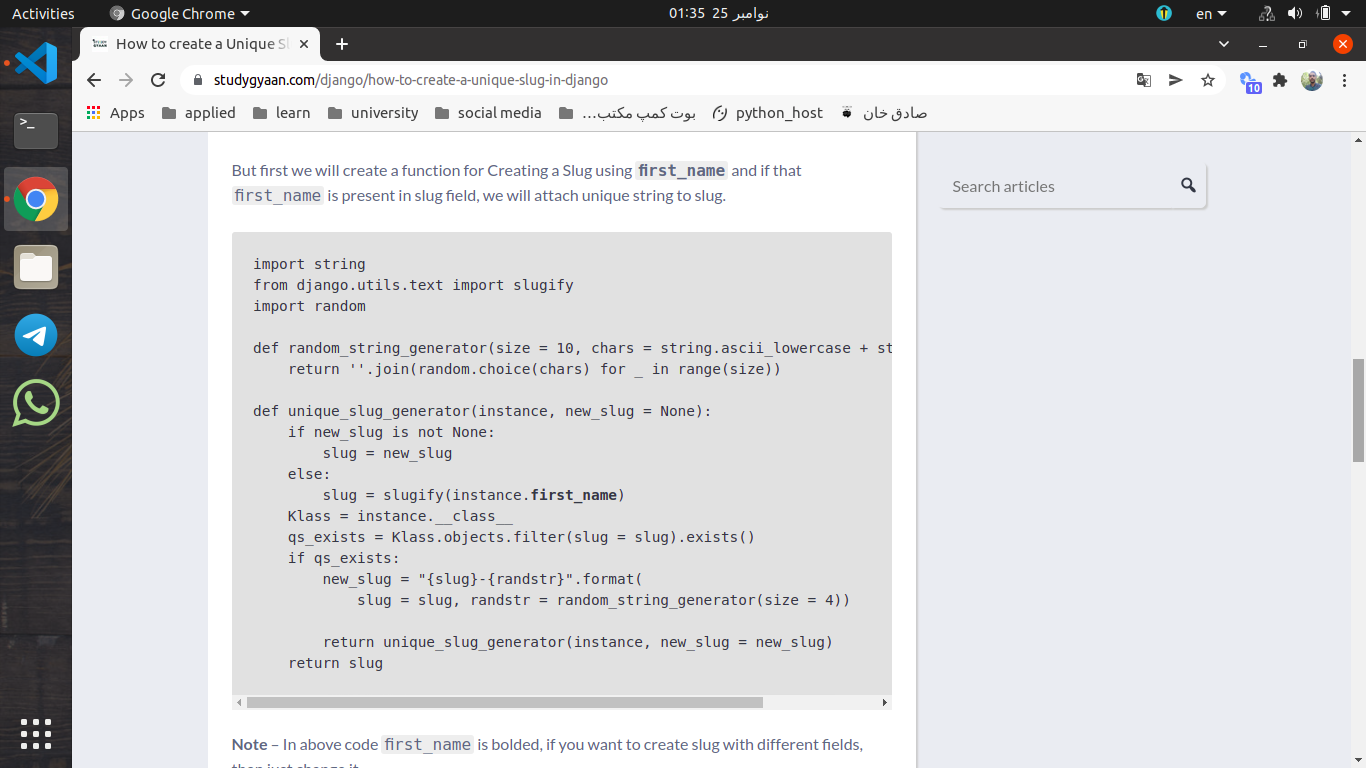 Activities
Google Chrome
01:35 25 نوامبر
en
How to create a Unique Sl
studygyaan.com/django/how-to-create-a-unique-slug-in-django
10
Apps
applied
learn
university
social media
بوت کمپ مکتب...
python_host
صادق خان
But first we will create a function for Creating a Slug using first_name and if that
first_name is present in slug field, we will attach unique string to slug.
Search articles
import string
from django.utils.text import slugify
import random
def random_string_generator(size = 10, chars = string.ascii_lowercase + st
    return ''.join(random.choice(chars) for _ in range(size))
def unique_slug_generator(instance, new_slug = None):
    if new_slug is not None:
        slug = new_slug
    else:
        slug = slugify(instance.first_name)
    Klass = instance.__class__
    qs_exists = Klass.objects.filter(slug = slug).exists()
    if qs_exists:
        new_slug = "{slug}-{randstr}".format(
            slug = slug, randstr = random_string_generator(size = 4))
        return unique_slug_generator(instance, new_slug = new_slug)
    return slug
Note – In above code first_name is bolded, if you want to create slug with different fields,
then just change it